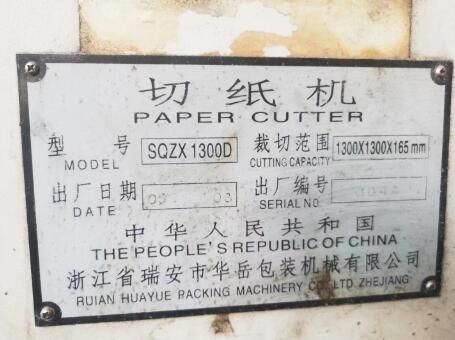 切纸机
PAPER CUTTER
型 号 SQZX1300D 裁切范围 1300X1300X165mm
MODEL CUTTING CAPACITY
出厂日期 05 03 出厂编号
DATE SERIAL NO
中华人民共和国
THE PEOPLE'S REPUBLIC OF CHINA
浙江省瑞安市华岳包装机械有限公司
RUIAN HUAYUE PACKING MACHINERY CO LTD ZHEJIANG